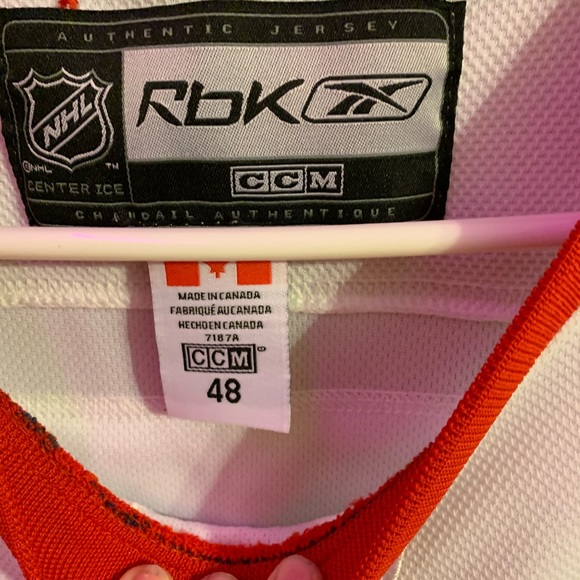 AUTHENTIC JERSEY
NHL
©NHL
™
CENTER ICE
RbK
CCM
CHANDAIL AUTHENTIQUE
MADE IN CANADA
FABRIQUÉ AU CANADA
HECHO EN CANADA
7187A
CCM
48